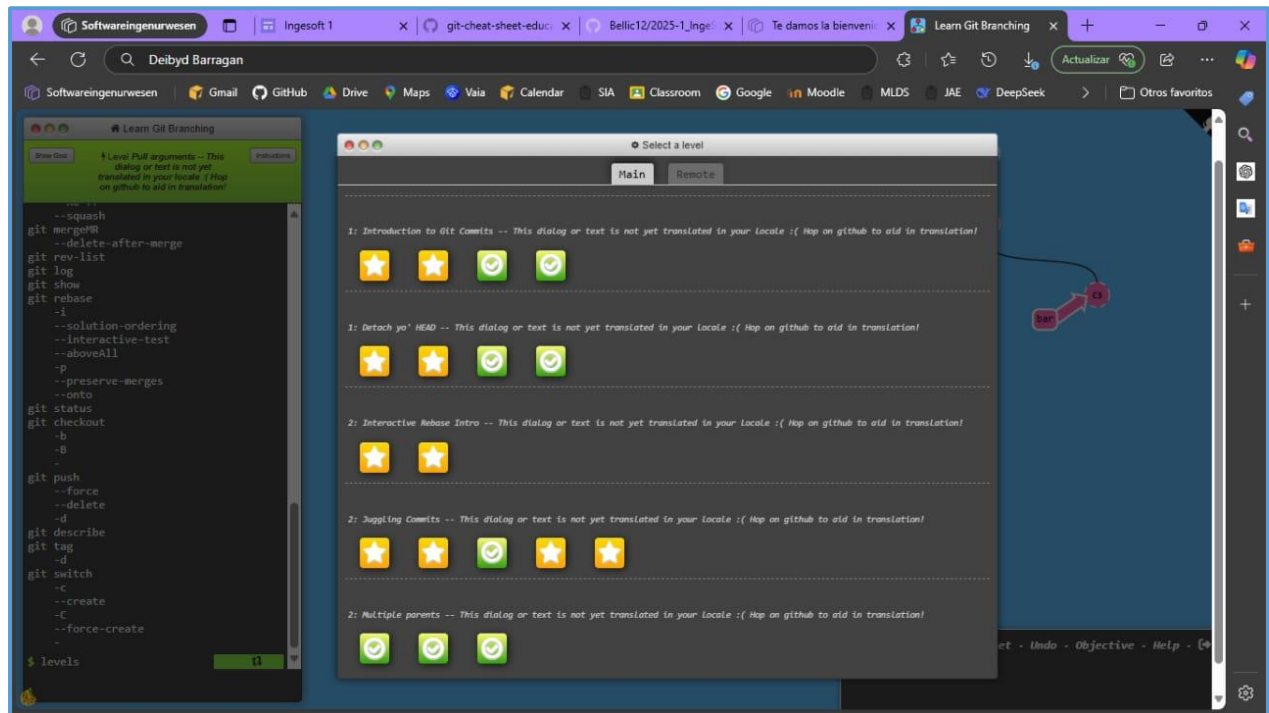 Softwareingenurwesen
Ingesoft 1
git-cheat-sheet-educ
Bellic12/2025-1_Inge
Te damos la bienveni
Learn Git Branching
Deibyd Barragan
Actualizar
Softwareingenurwesen
Gmail
GitHub
Drive
Maps
Vaia
Calendar
SIA
Classroom
Google
Moodle
MLDS
JAE
DeepSeek
Otros favoritos
Learn Git Branching
Show Goal
Level Pull arguments -- This dialog or text is not yet translated in your locale :( Hop on github to aid in translation!
Instructions
--squash
git mergeMR
--delete-after-merge
git rev-list
git log
git show
git rebase
-i
--solution-ordering
--interactive-test
--aboveAll
-p
--preserve-merges
--onto
git status
git checkout
-b
-B
-
git push
--force
--delete
-d
git describe
git tag
-d
git switch
-c
--create
-C
--force-create
-
$ levels
Select a level
Main
Remote
1: Introduction to Git Commits -- This dialog or text is not yet translated in your locale :( Hop on github to aid in translation!
1: Detach yo' HEAD -- This dialog or text is not yet translated in your locale :( Hop on github to aid in translation!
2: Interactive Rebase Intro -- This dialog or text is not yet translated in your locale :( Hop on github to aid in translation!
2: Juggling Commits -- This dialog or text is not yet translated in your locale :( Hop on github to aid in translation!
2: Multiple parents -- This dialog or text is not yet translated in your locale :( Hop on github to aid in translation!
bar
et · Undo · Objective · Help ·